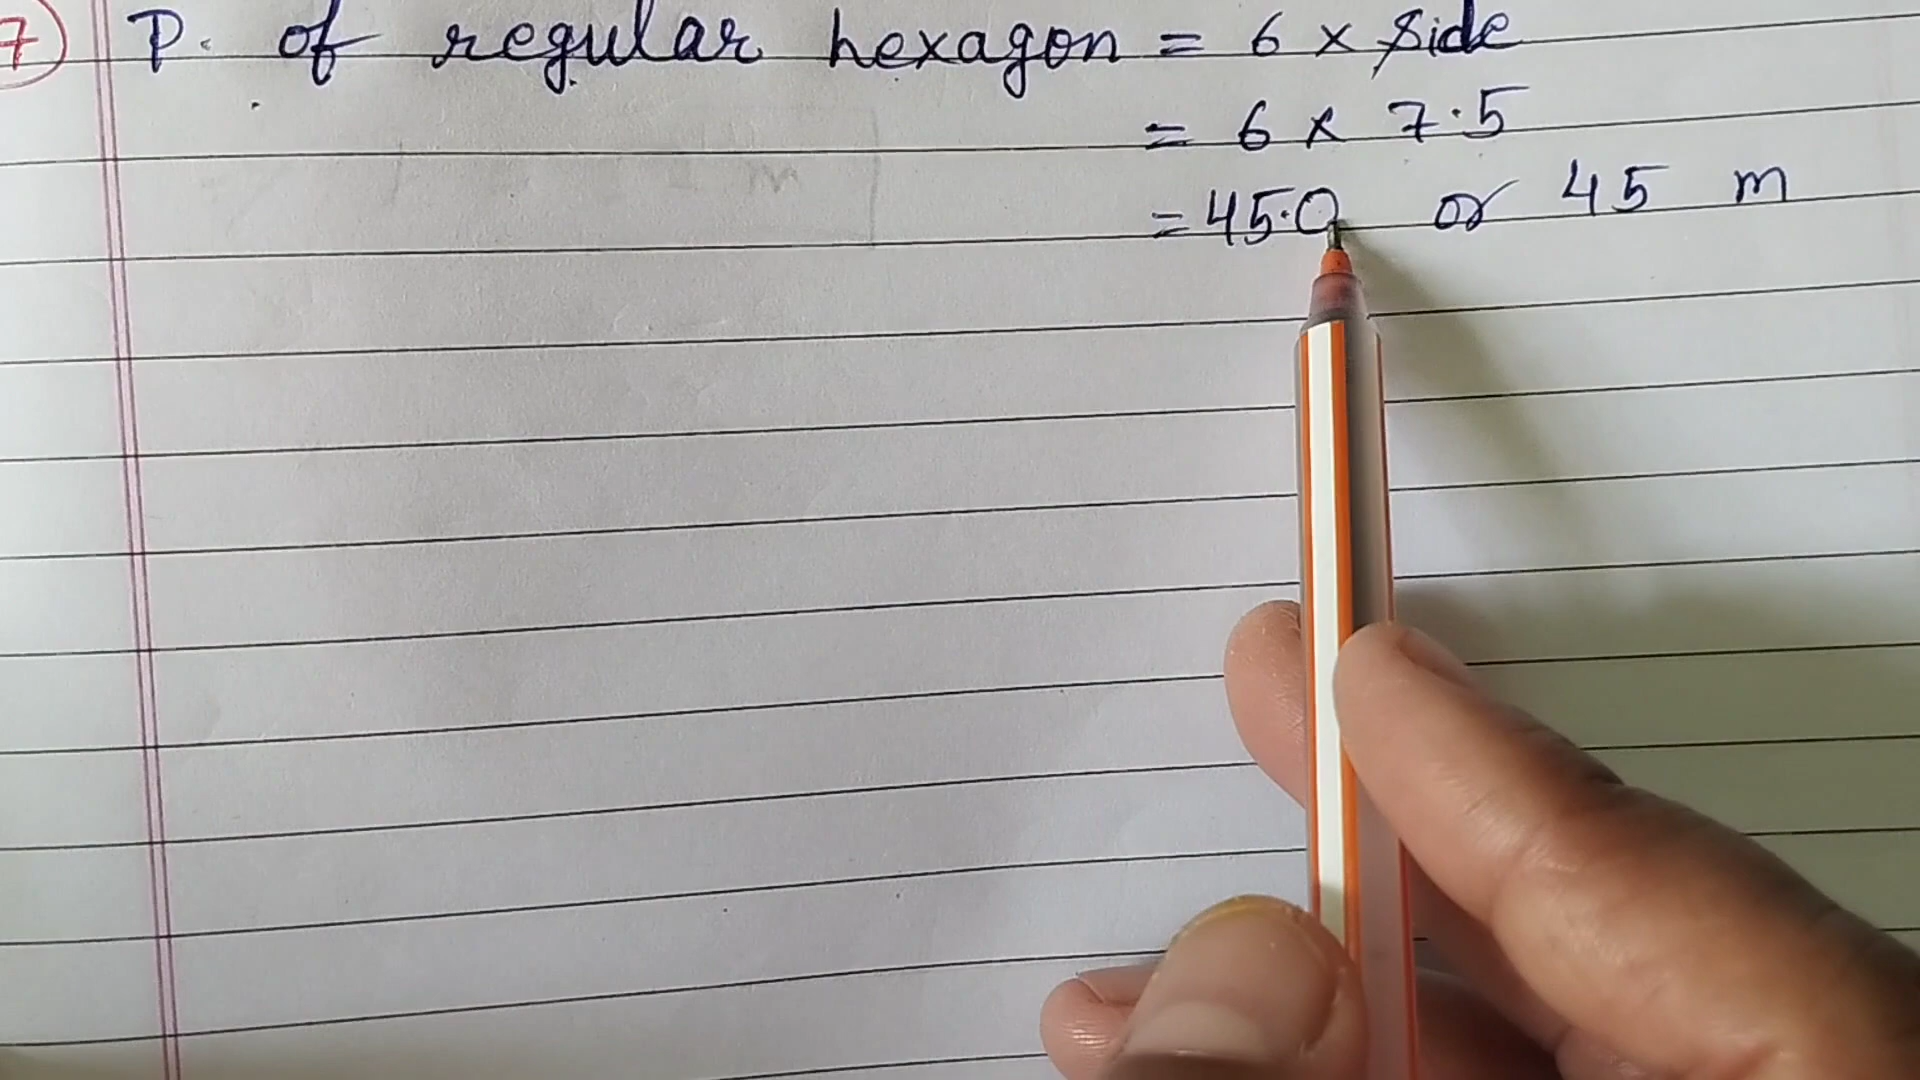 7) P. of regular hexagon = 6 × side
= 6 × 7.5
= 45.0 or 45 m